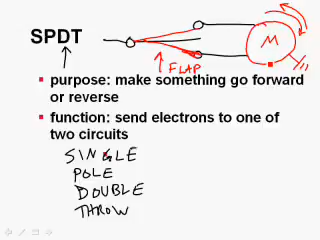 SPDT
M
FLAP
purpose: make something go forward
or reverse
function: send electrons to one of
two circuits
SINGLE
POLE
DOUBLE
THROW